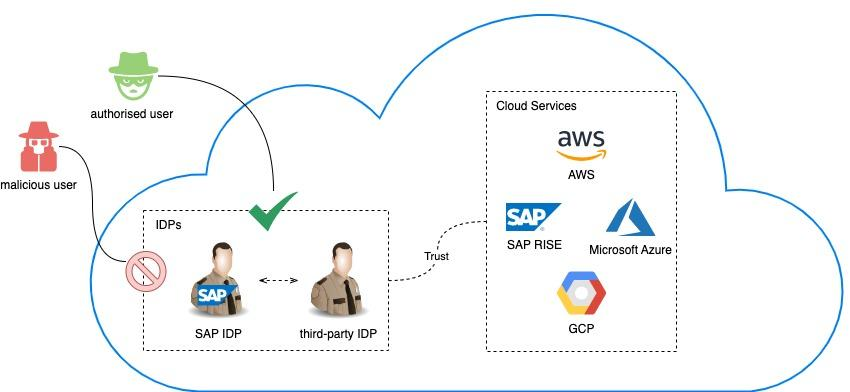 authorised user
malicious user
IDPs
SAP
SAP IDP
third-party IDP
Trust
Cloud Services
aws
AWS
SAP
SAP RISE
Microsoft Azure
GCP